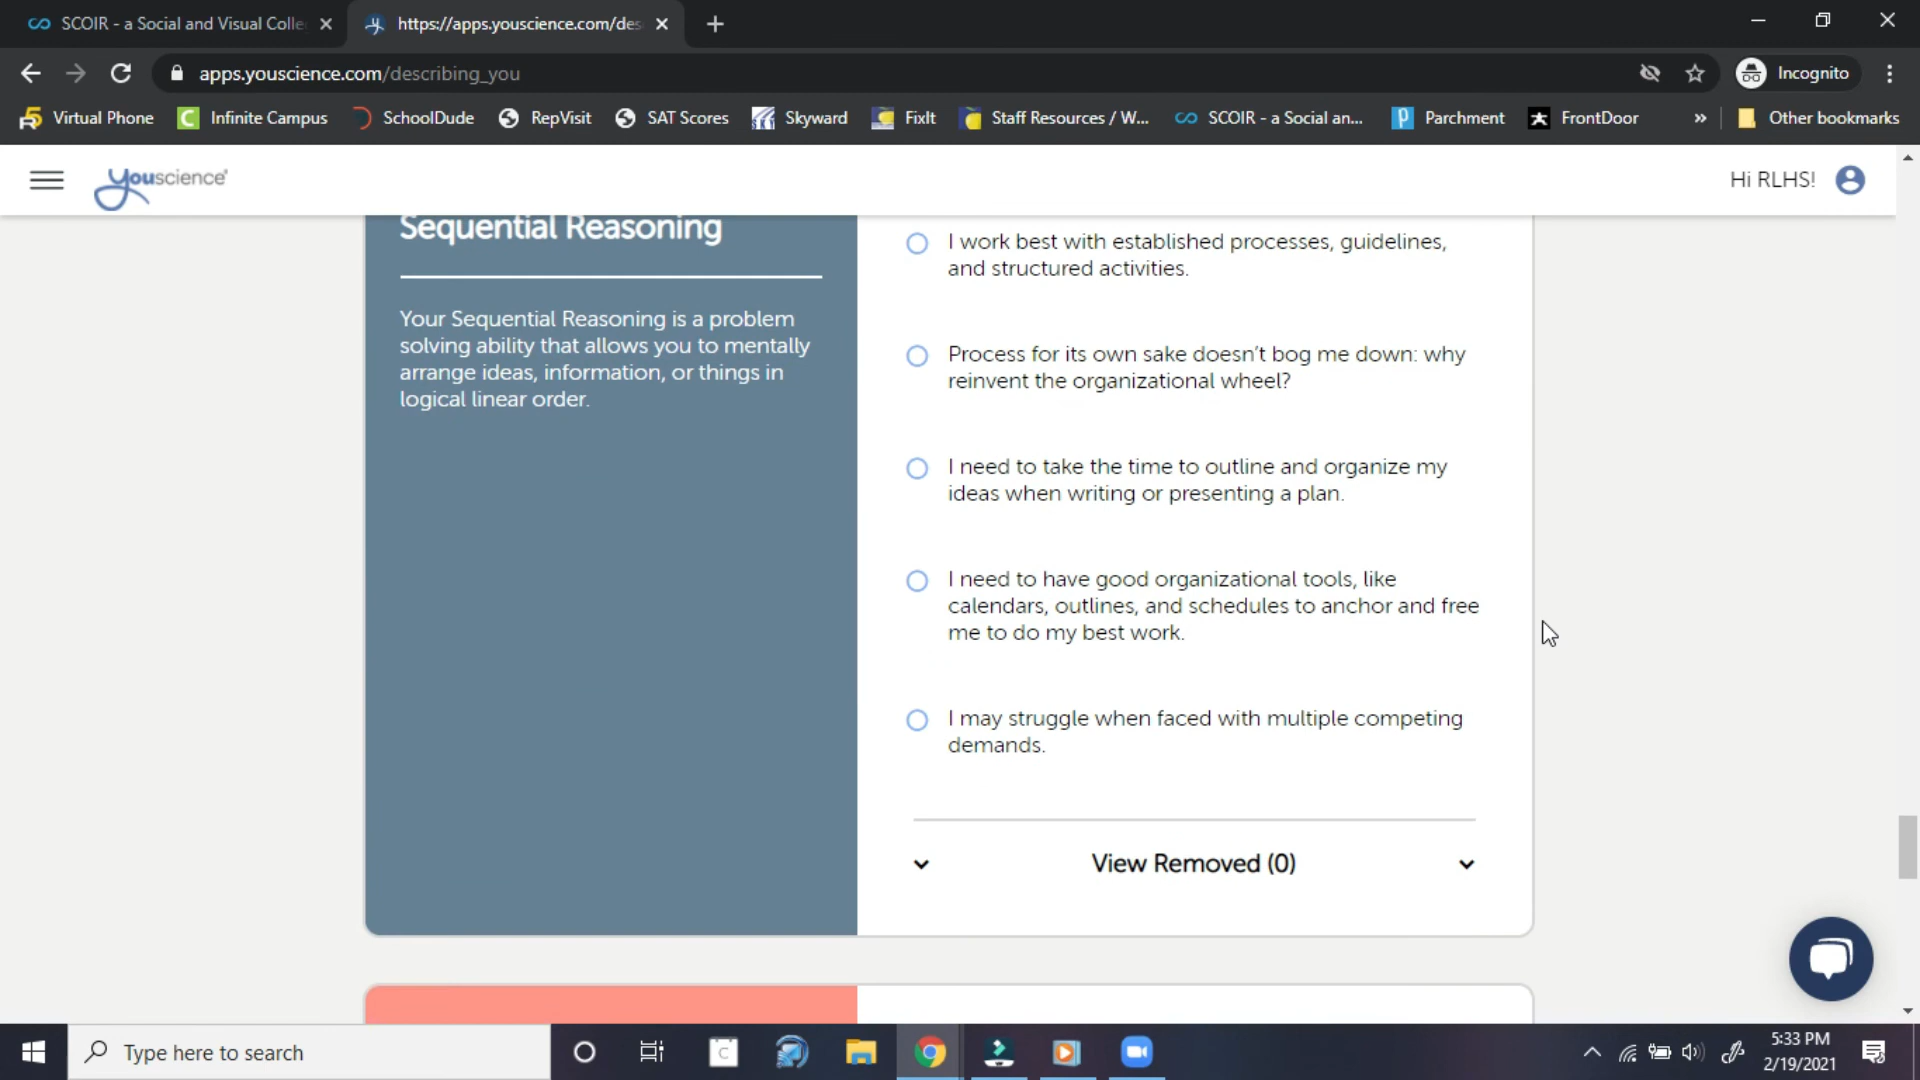 SCOIR - a Social and Visual Colle
https://apps.youscience.com/des
apps.youscience.com/describing_you
Incognito
Virtual Phone
Infinite Campus
SchoolDude
RepVisit
SAT Scores
Skyward
FixIt
Staff Resources / W...
SCOIR - a Social an...
Parchment
FrontDoor
»
Other bookmarks
youscience
Hi RLHS!
Sequential Reasoning
Your Sequential Reasoning is a problem
solving ability that allows you to mentally
arrange ideas, information, or things in
logical linear order.
I work best with established processes, guidelines,
and structured activities.
Process for its own sake doesn't bog me down: why
reinvent the organizational wheel?
I need to take the time to outline and organize my
ideas when writing or presenting a plan.
I need to have good organizational tools, like
calendars, outlines, and schedules to anchor and free
me to do my best work.
I may struggle when faced with multiple competing
demands.
View Removed (0)
Type here to search
5:33 PM
2/19/2021